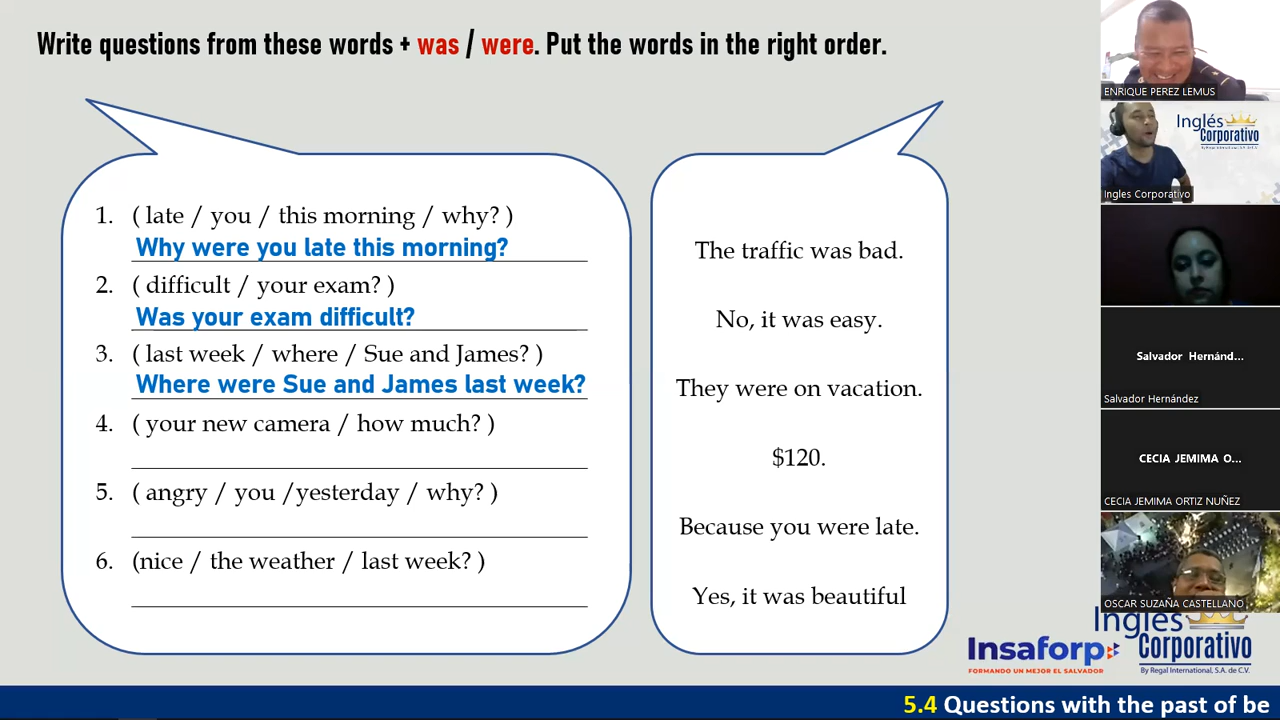 Write questions from these words + was / were. Put the words in the right order.
1. ( late / you / this morning / why? )
Why were you late this morning?
2. ( difficult / your exam? )
Was your exam difficult?
3. ( last week / where / Sue and James? )
Where were Sue and James last week?
4. ( your new camera / how much? )
5. ( angry / you /yesterday / why? )
6. (nice / the weather / last week? )
The traffic was bad.
No, it was easy.
They were on vacation.
$120.
Because you were late.
Yes, it was beautiful
ENRIQUE PEREZ LEMUS
Inglés
Corporativo
By Regal International, S.A. de C.V.
Ingles Corporativo
Salvador Hernánd...
Salvador Hernández
CECIA JEMIMA O...
CECIA JEMIMA ORTIZ NUÑEZ
OSCAR SUZAÑA CASTELLANO
Insaforp
FORMANDO UN MEJOR EL SALVADOR
Inglés
Corporativo
By Regal International, S.A. de C.V.
5.4 Questions with the past of be